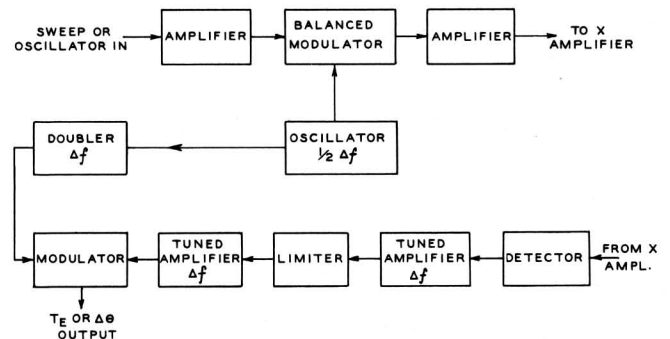 SWEEP OR
OSCILLATOR IN
AMPLIFIER
BALANCED
MODULATOR
AMPLIFIER
TO X
AMPLIFIER
DOUBLER
Δf
OSCILLATOR
1/2 Δf
MODULATOR
TUNED
AMPLIFIER
Δf
LIMITER
TUNED
AMPLIFIER
Δf
DETECTOR
FROM X
AMPL.
TE OR Δθ
OUTPUT